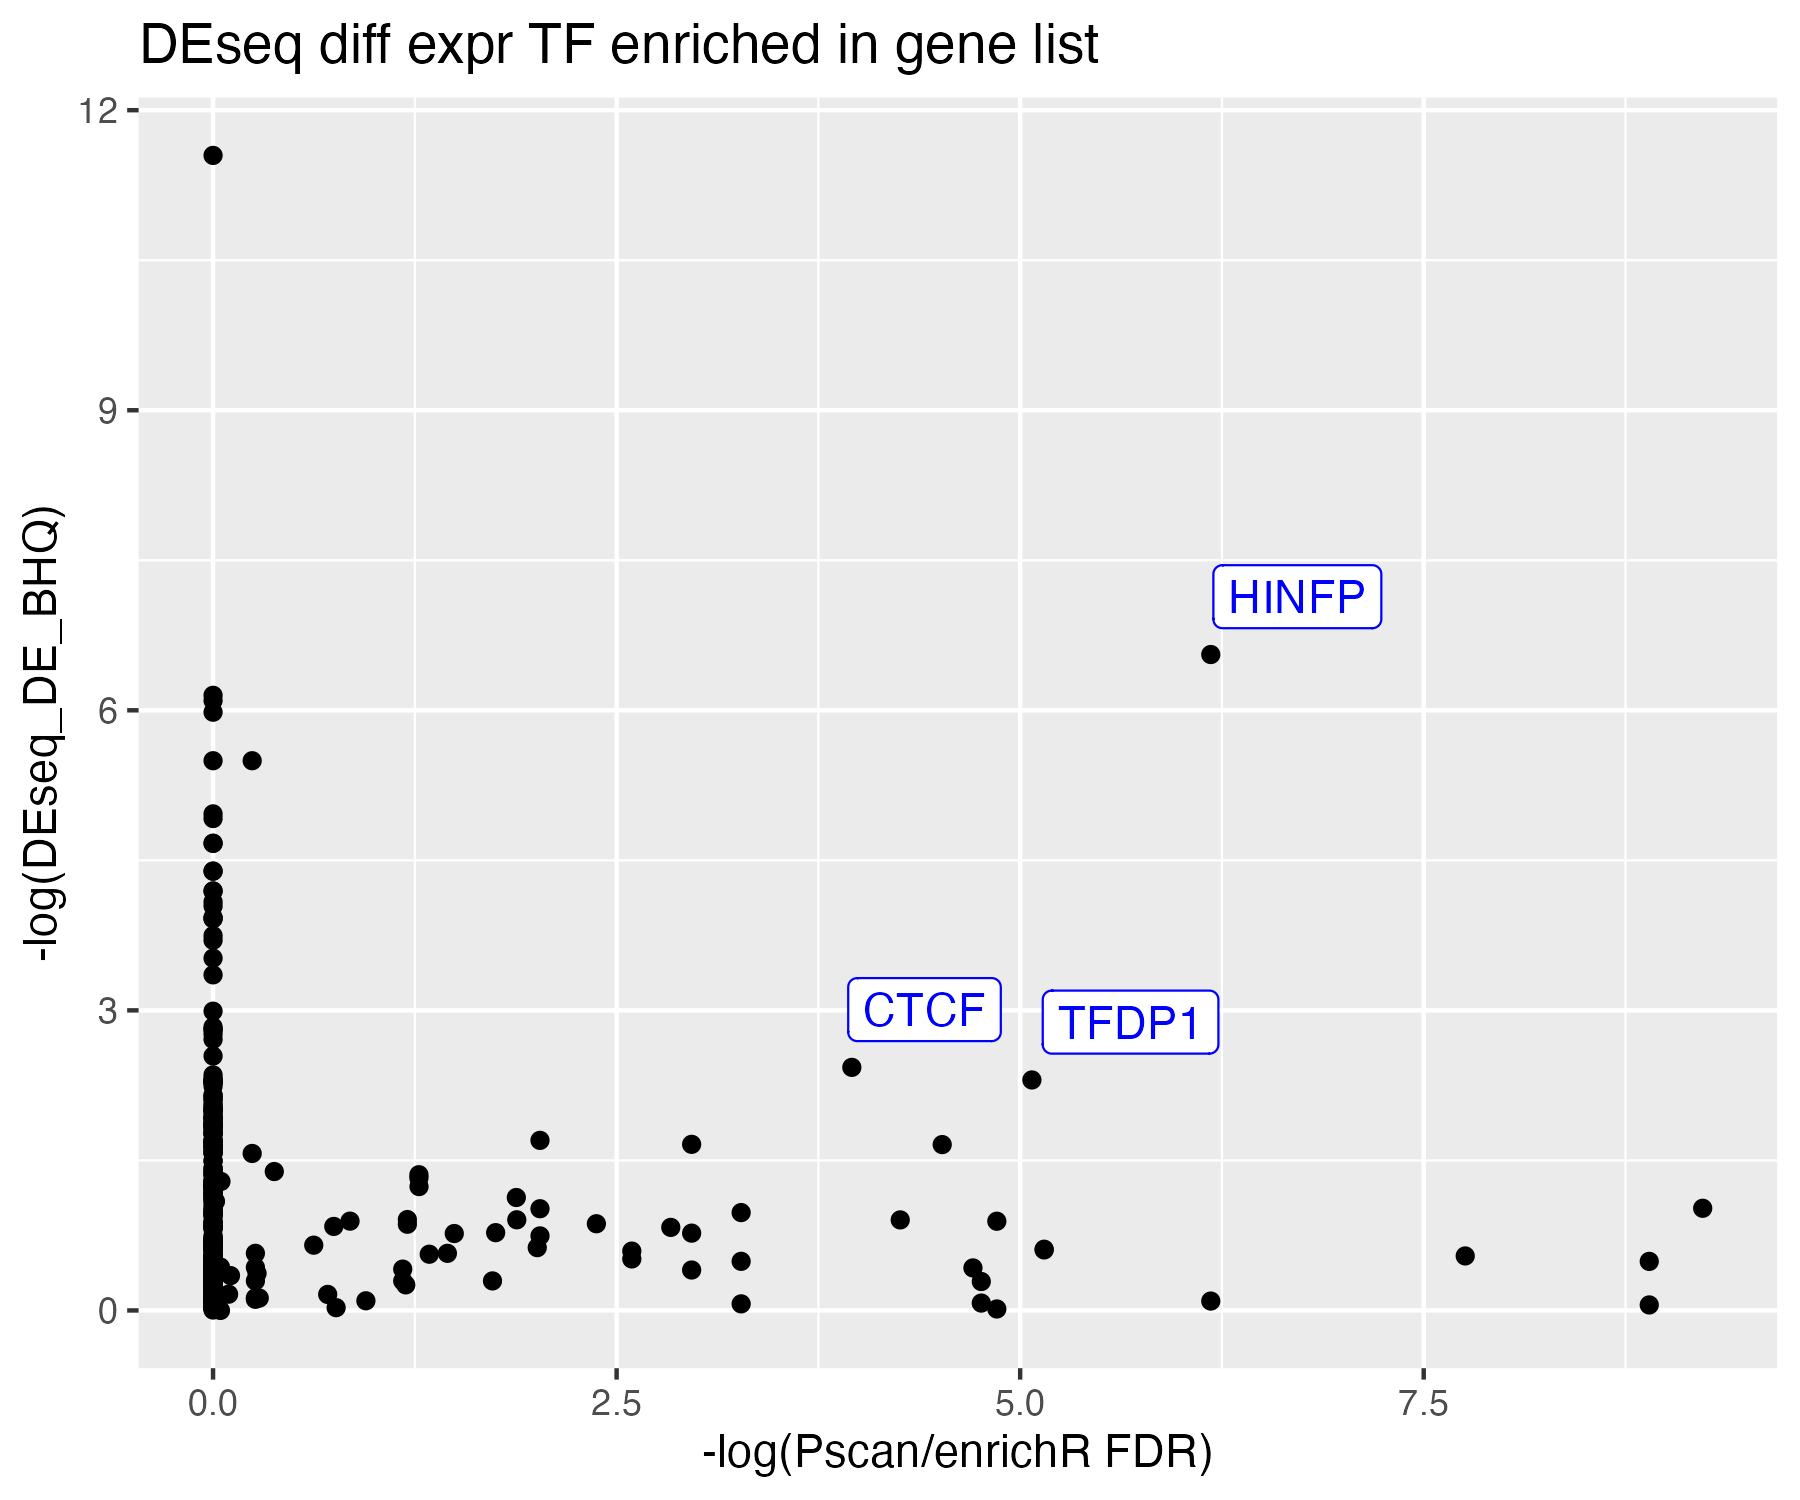 DEseq diff expr TF enriched in gene list
12
9
6
3
0
-log(DEseq_DE_BHQ)
HINFP
CTCF
TFDP1
0.0
2.5
5.0
7.5
-log(Pscan/enrichR FDR)